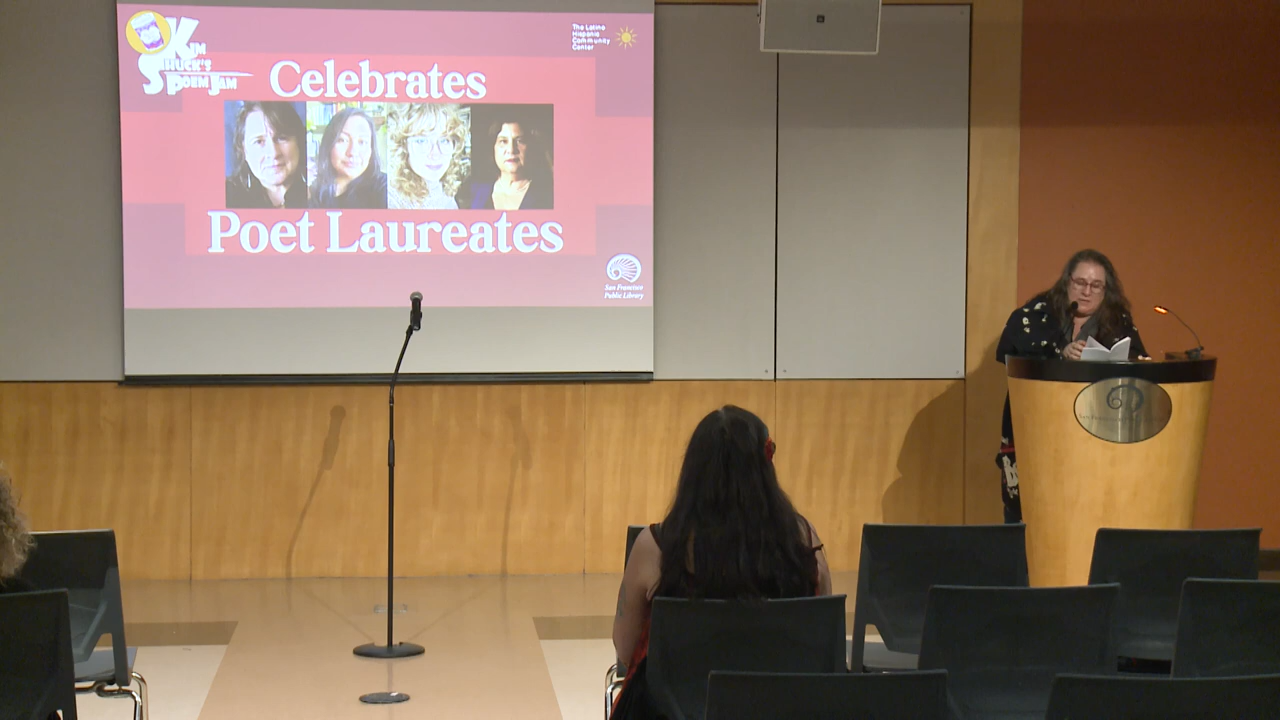 Kim
Shuck's
Poem Jam
The Latino
Hispanic
Community
Center
Celebrates
Poet Laureates
San Francisco
Public Library